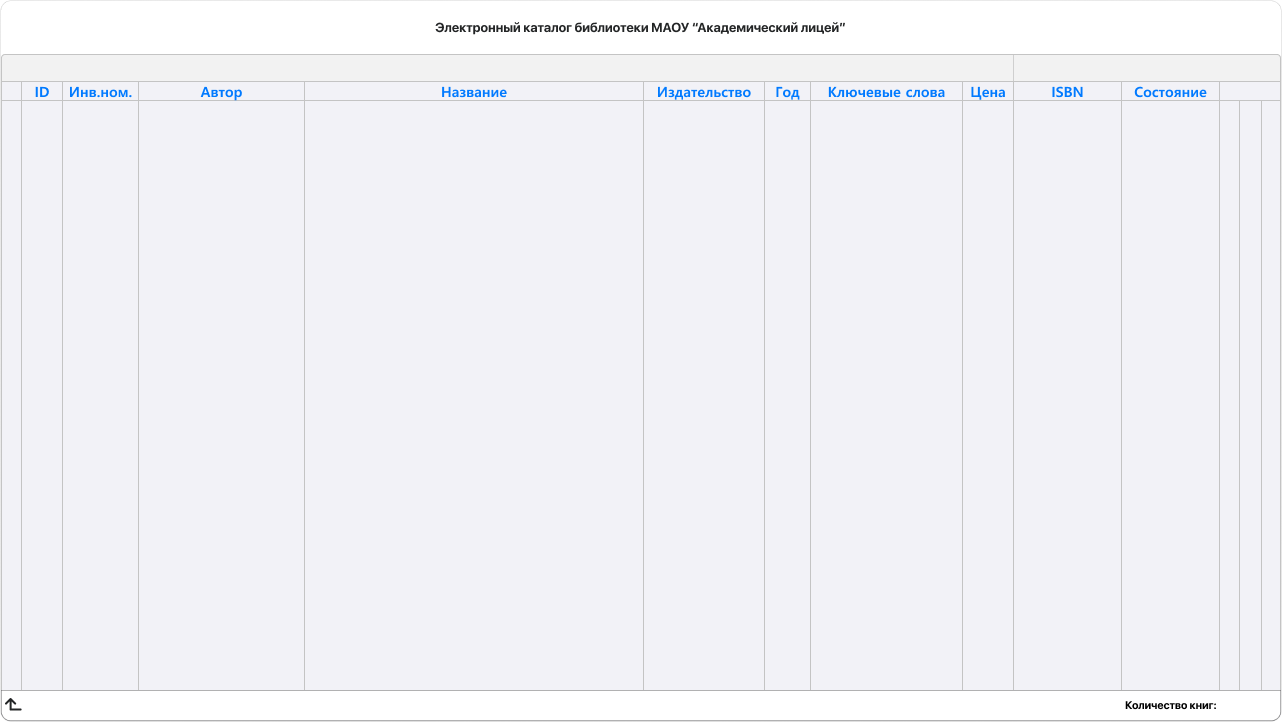 Электронный каталог библиотеки МАОУ “Академический лицей”
ID Инв.ном. Автор Название Издательство Год Ключевые слова Цена ISBN Состояние
Количество книг: